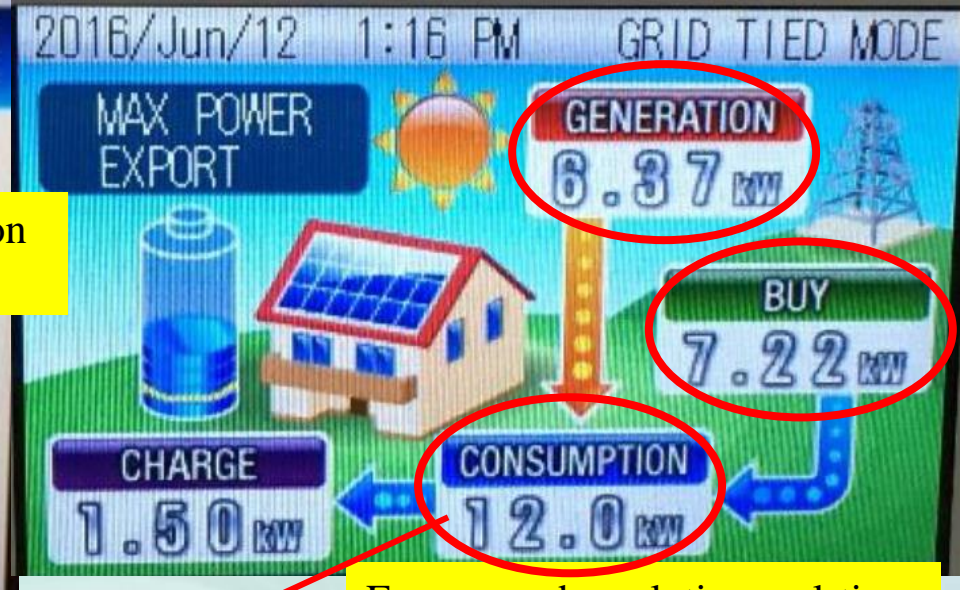 2016/Jun/12 1:16 PM GRID TIED MODE
MAX POWER
EXPORT
GENERATION
6.37 kW
on
BUY
7.22 kW
CHARGE
1.50 kW
CONSUMPTION
12.0 kW